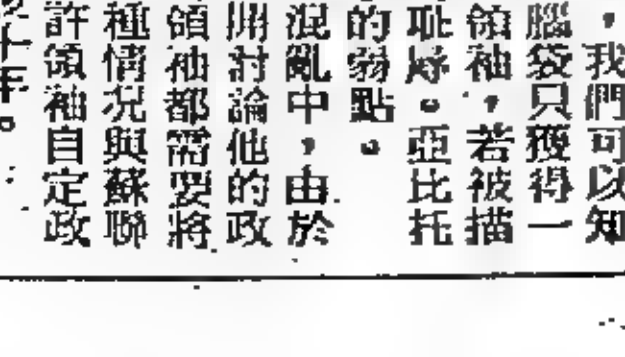 ，我們可以知
腦袋只獲得一
領袖，若被描
恥辱。亞比托
的弱點。
混亂中，由於
開討論他的政
領袖都需要將
種情况與蘇聯
許領袖自定政
十年。